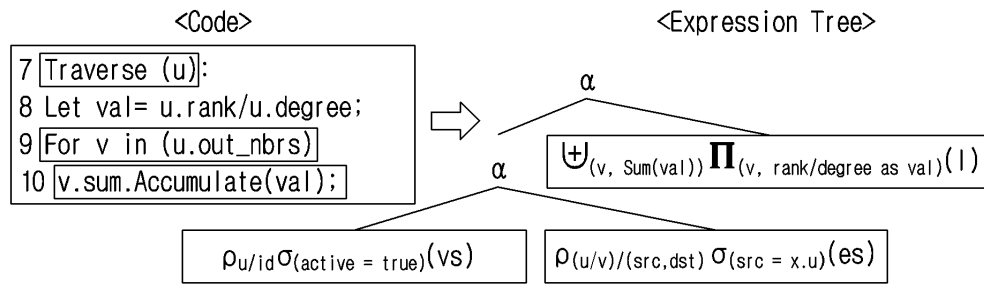 <Code>
<Expression Tree>
7 Traverse (u):
8 Let val= u.rank/u.degree;
9 For v in (u.out_nbrs)
10 v.sum.Accumulate(val);
α
⊎(v, Sum(val)) Π(v, rank/degree as val)(l)
α
ρu/idσ(active = true)(vs)
ρ(u/v)/(src,dst) σ(src = x.u)(es)